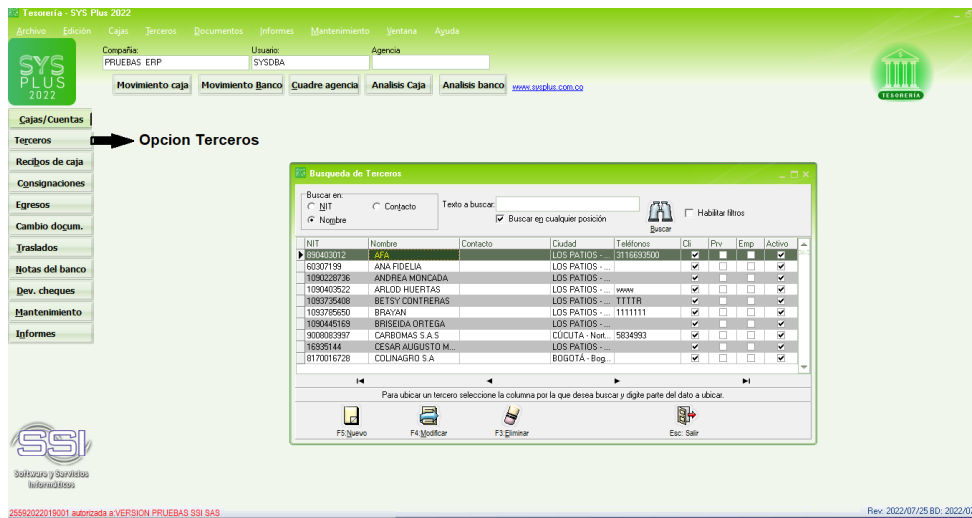 Tesorería - SYS Plus 2022
Archivo Edición Cajas Terceros Documentos Informes Mantenimiento Ventana Ayuda
SYS PLUS 2022
Compañia: Usuario: Agencia
PRUEBAS ERP SYSDBA
Movimiento caja Movimiento Banco Cuadre agencia Analisis Caja Analisis banco www.sysplus.com.co
TESORERÍA
Cajas/Cuentas
Terceros
Opcion Terceros
Recibos de caja
Consignaciones
Egresos
Cambio docum.
Traslados
Notas del banco
Dev. cheques
Mantenimiento
Informes
Busqueda de Terceros
Buscar en:
NIT Contacto
Nombre
Texto a buscar:
Buscar en cualquier posición
Buscar
Habilitar filtros
NIT Nombre Contacto Ciudad Teléfonos Cli Prv Emp Activo
890403012 AFA LOS PATIOS - ... 3116693500
60307199 ANA FIDELIA LOS PATIOS - ...
1090228736 ANDREA MONCADA LOS PATIOS - ...
1090403522 ARLOD HUERTAS LOS PATIOS - ... wwww
1093735408 BETSY CONTRERAS LOS PATIOS - ... TTTTR
1093785650 BRAYAN LOS PATIOS - ... 1111111
1090445169 BRISEIDA ORTEGA LOS PATIOS - ...
9008083997 CARBOMAS S.A.S CÚCUTA - Nort... 5834993
16935144 CESAR AUGUSTO M... LOS PATIOS - ...
8170016728 COLINAGRO S.A BOGOTÁ - Bog...
Para ubicar un tercero seleccione la columna por la que desea buscar y digite parte del dato a ubicar.
F5:Nuevo F4:Modificar F3:Eliminar Esc: Salir
SSI
Software y Servicios
Informáticos
25592022019001 autorizada a:VERSION PRUEBAS SSI SAS
Rev: 2022/07/25 BD: 2022/07